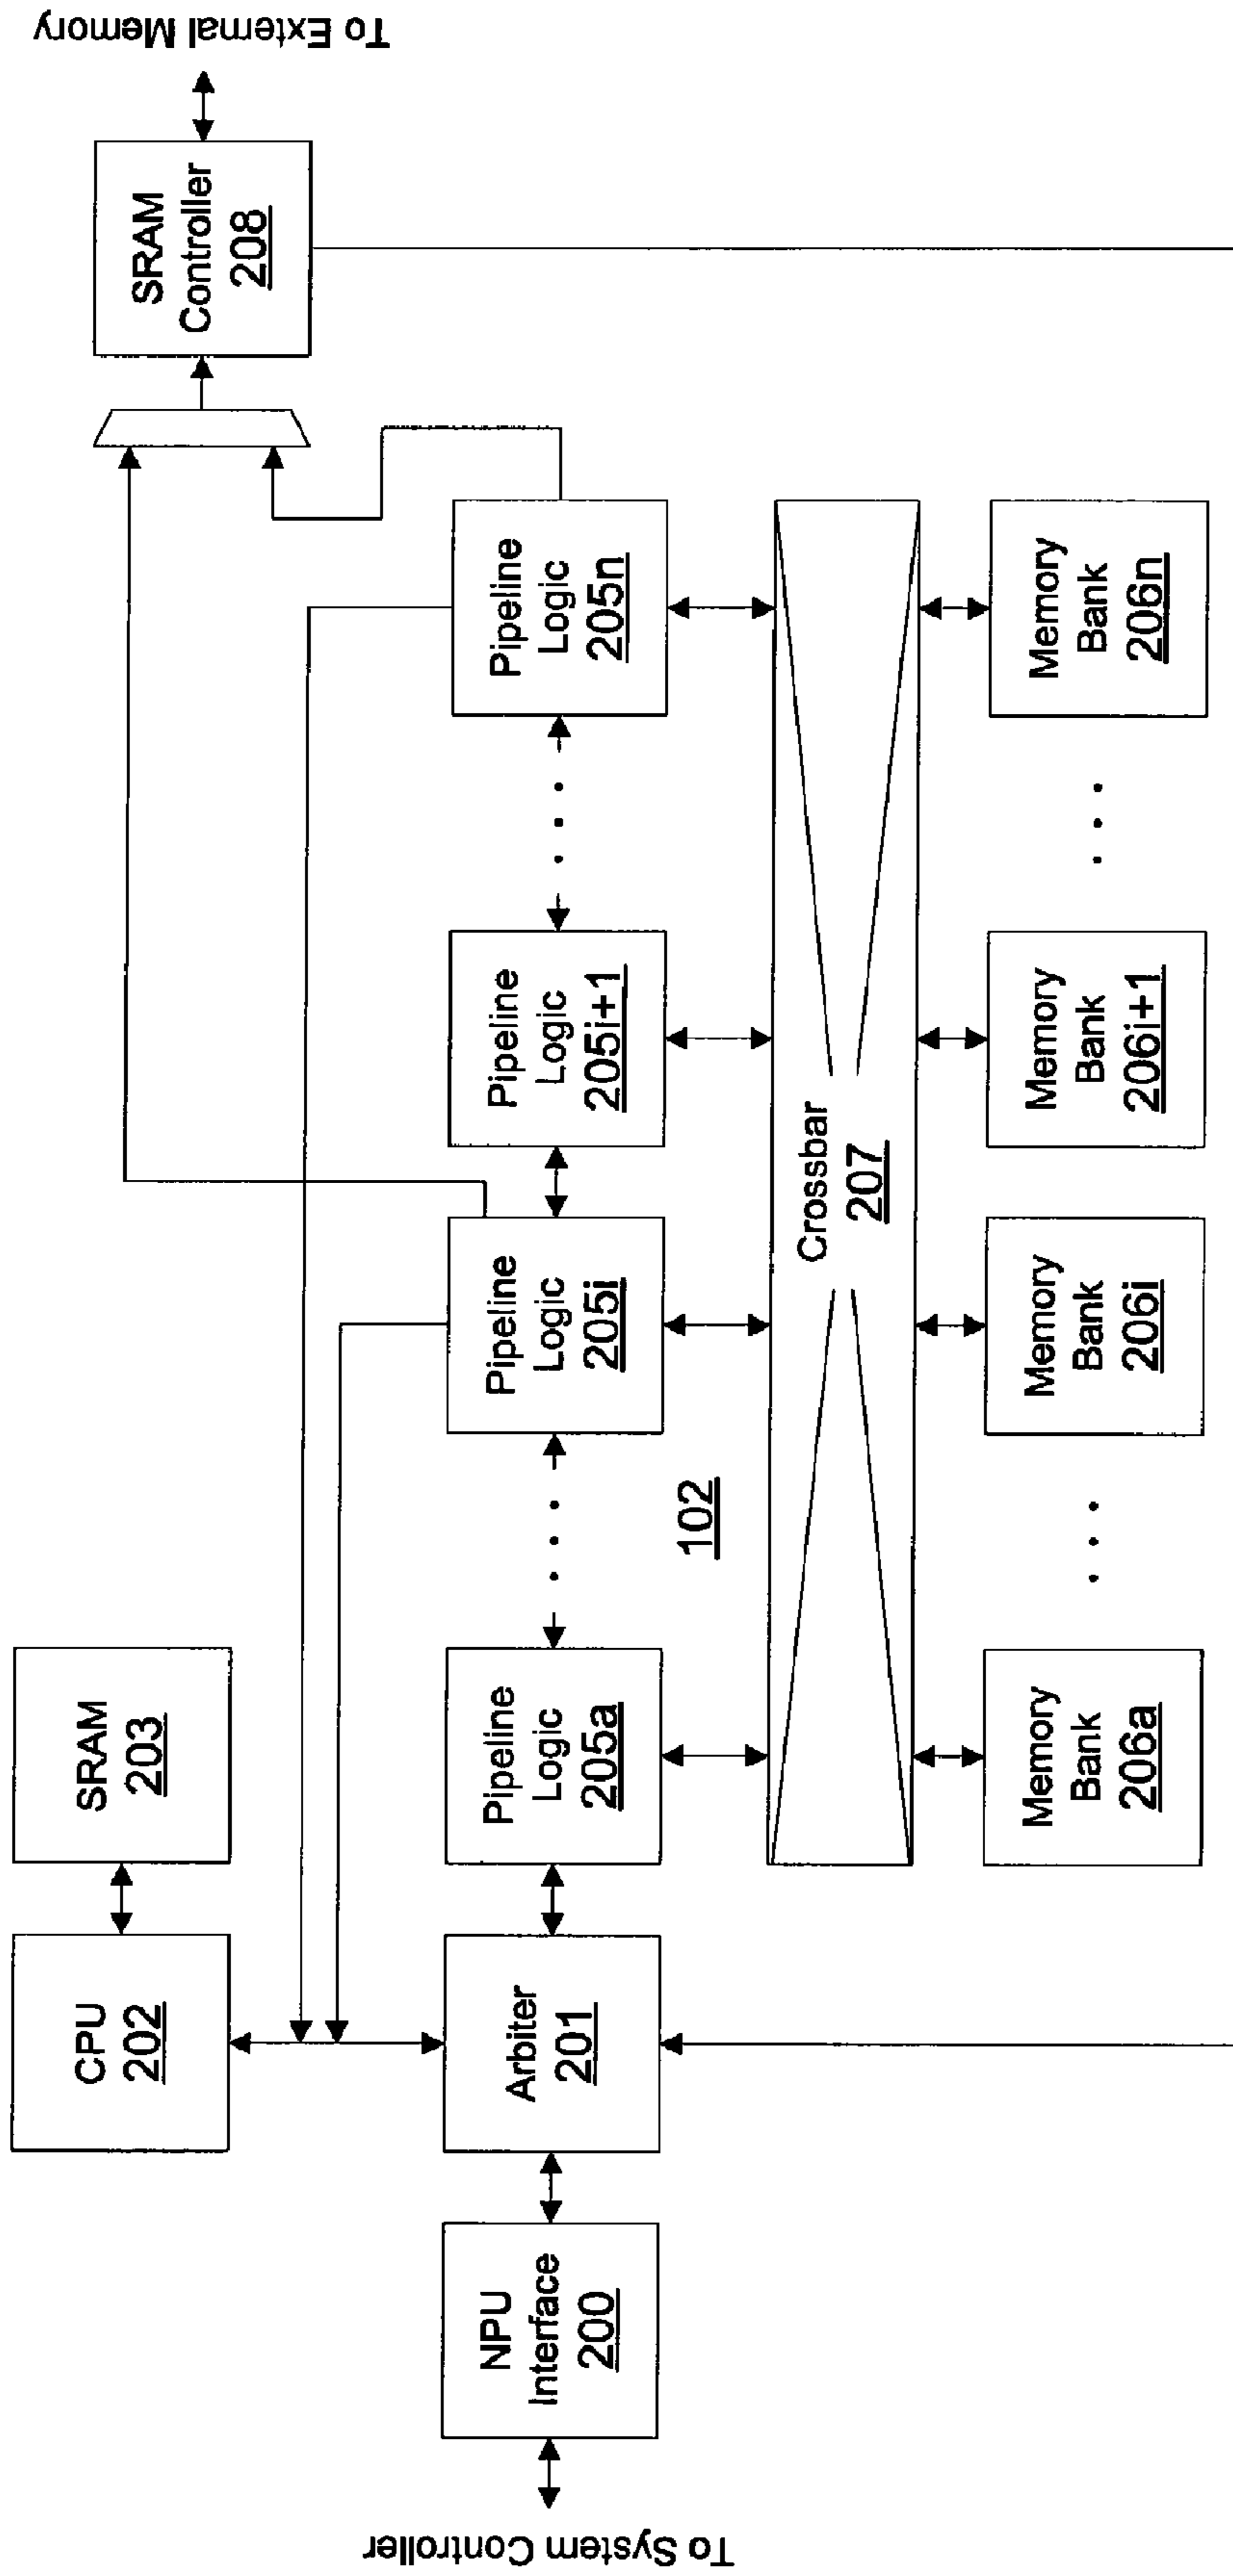 To External Memory
SRAM
Controller
208
CPU
202
SRAM
203
To System Controller
NPU
Interface
200
Arbiter
201
Pipeline
Logic
205a
Pipeline
Logic
205i
Pipeline
Logic
205i+1
Pipeline
Logic
205n
102
Crossbar
207
Memory
Bank
206a
Memory
Bank
206i
Memory
Bank
206i+1
Memory
Bank
206n